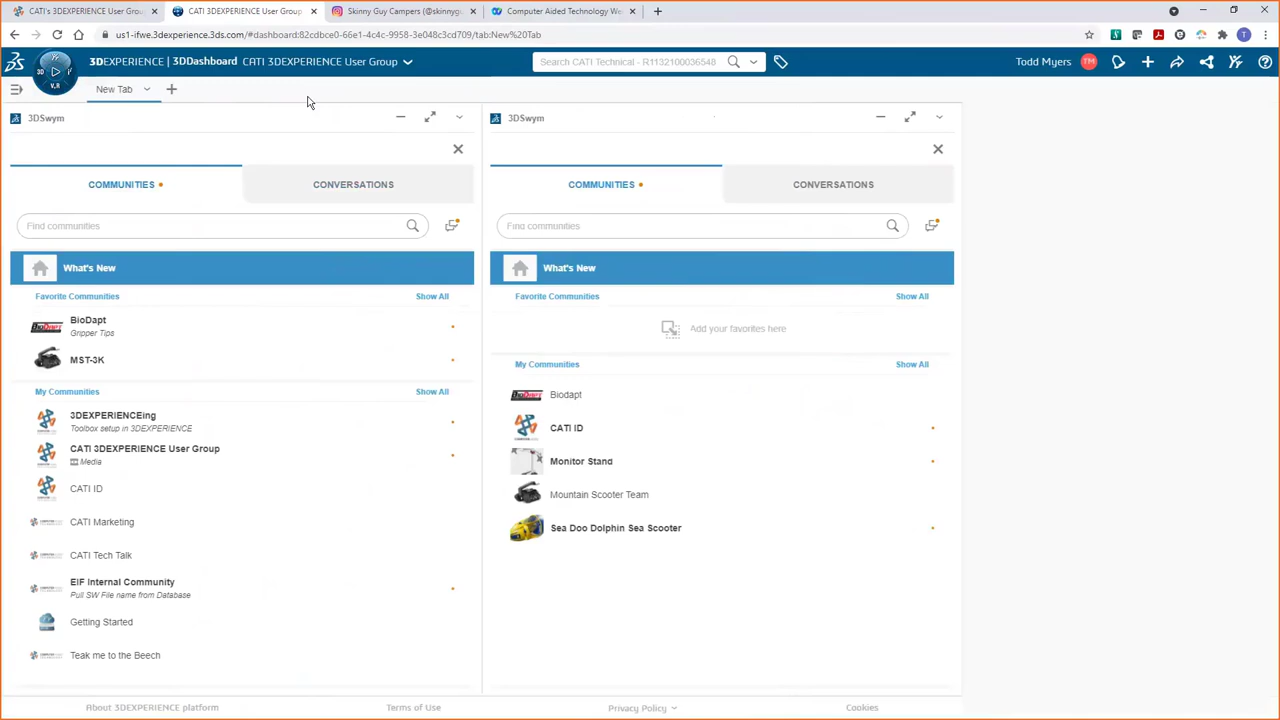 CATI's 3DEXPERIENCE User Group
CATI 3DEXPERIENCE User Group
Skinny Guy Campers (@skinnygu
Computer Aided Technology We
us1-ifwe.3dexperience.3ds.com/#dashboard:82cdbce0-66e1-4c4c-9958-3e048c3cd709/tab:New%20Tab
T
3DEXPERIENCE | 3DDashboard CATI 3DEXPERIENCE User Group
Search CATI Technical - R1132100036548
Todd Myers
TM
3D
V.R
New Tab
3DSwym
COMMUNITIES
CONVERSATIONS
Find communities
What's New
Favorite Communities
Show All
BioDapt
Gripper Tips
MST-3K
My Communities
Show All
3DEXPERIENCEing
Toolbox setup in 3DEXPERIENCE
CATI 3DEXPERIENCE User Group
Media
CATI ID
CATI Marketing
CATI Tech Talk
EIF Internal Community
Pull SW File name from Database
Getting Started
Teak me to the Beech
3DSwym
COMMUNITIES
CONVERSATIONS
Find communities
What's New
Favorite Communities
Show All
Add your favorites here
My Communities
Show All
Biodapt
CATI ID
Monitor Stand
Mountain Scooter Team
Sea Doo Dolphin Sea Scooter
About 3DEXPERIENCE platform
Terms of Use
Privacy Policy
Cookies